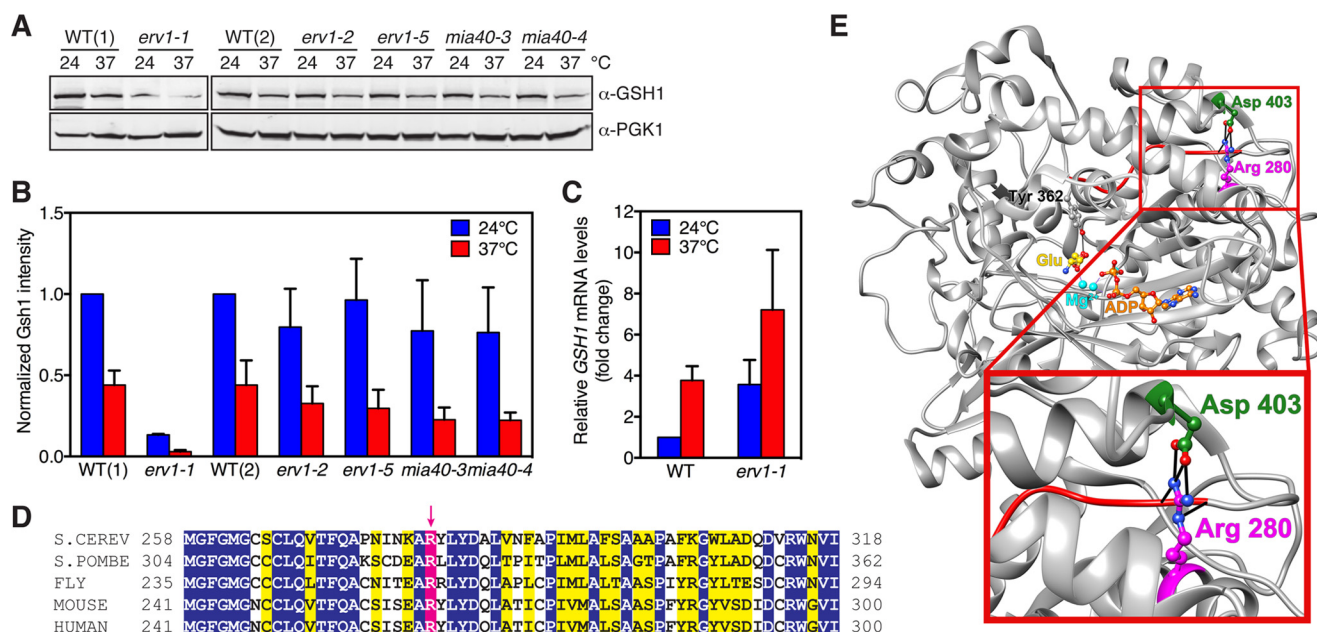 A
WT(1) erv1-1 WT(2) erv1-2 erv1-5 mia40-3 mia40-4
24 37 24 37 24 37 24 37 24 37 24 37 24 37 °C
α-GSH1
α-PGK1
B
Normalized Gsh1 intensity
1.5
1.0
0.5
0.0
24°C
37°C
WT(1) erv1-1 WT(2) erv1-2 erv1-5 mia40-3 mia40-4
C
Relative GSH1 mRNA levels
(fold change)
12
10
8
6
4
2
0
24°C
37°C
WT erv1-1
D
S.CEREV 258 MGFGMGCSCLQVTFQAPNINKARYLYDALVNFAPIMLAFSAAAPAFKGWLADQDVRWNVI 318
S.POMBE 304 MGFGMGCCCLQITFQAKSCDEARLLYDQLTPITPLMLALSAGTPAFRGYLADQDCRWNVI 362
FLY 235 MGFGMGCCCLQLTFQACNITEARRLYDQLAPLCPIMLALTAASPIYRGYLTESDCRWNVI 294
MOUSE 241 MGFGMGNCCLQVTFQACSISEARYLYDQLATICPIVMALSAASPFYRGYVSDIDCRWGVI 300
HUMAN 241 MGFGMGNCCLQVTFQACSISEARYLYDQLATICPIVMALSAASPFYRGYVSDIDCRWGVI 300
E
Asp 403
Arg 280
Tyr 362
Glu
ADP
Asp 403
Arg 280